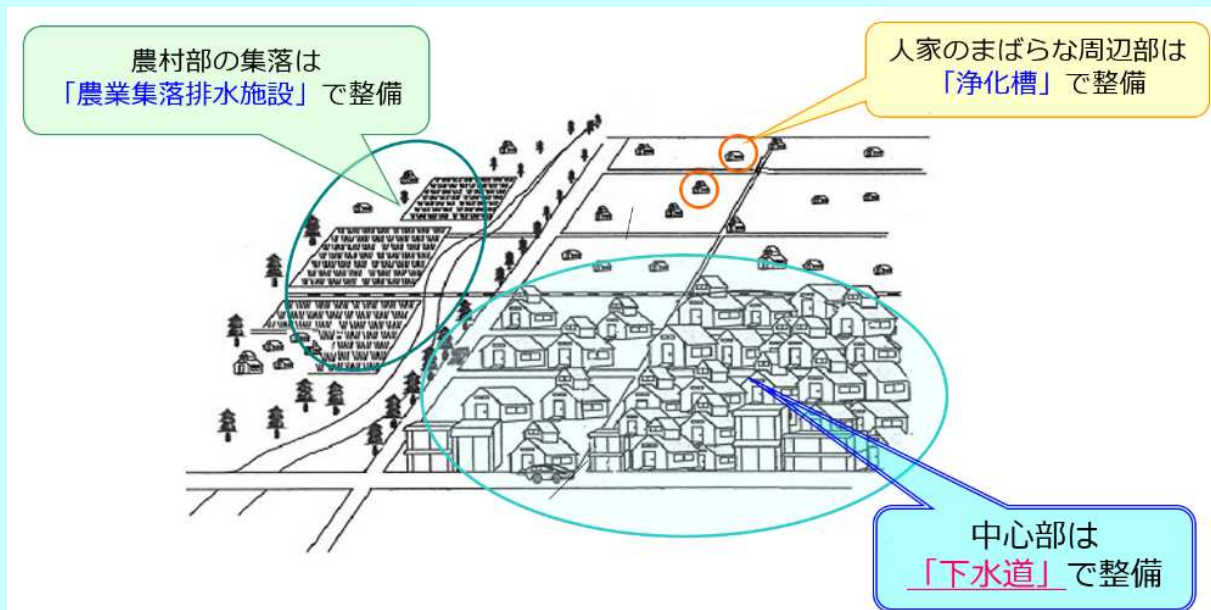 農村部の集落は
「農業集落排水施設」で整備
人家のまばらな周辺部は
「浄化槽」で整備
中心部は
「下水道」で整備